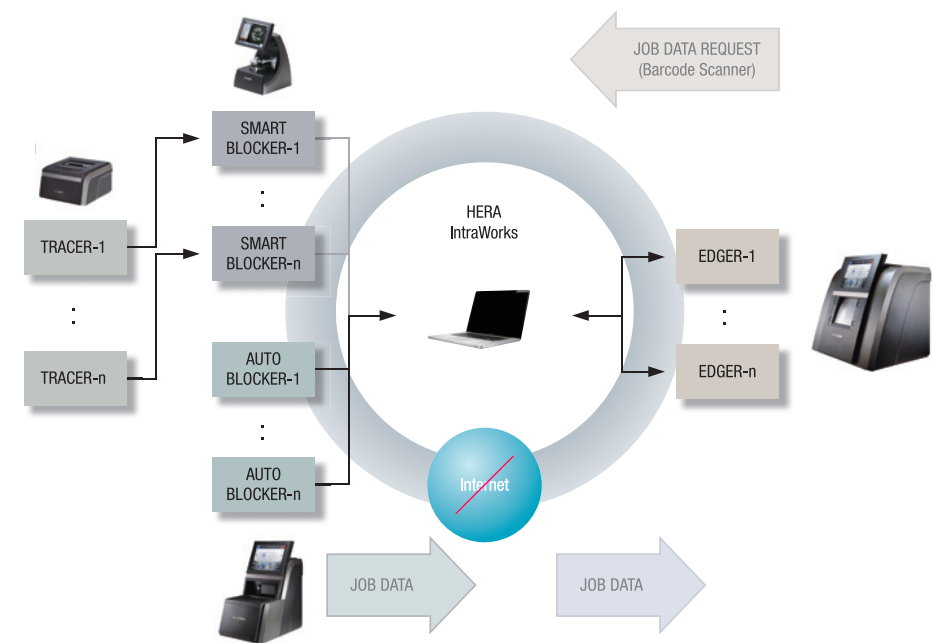 JOB DATA REQUEST
(Barcode Scanner)
SMART
BLOCKER-1
HERA
IntraWorks
TRACER-1
SMART
BLOCKER-n
EDGER-1
TRACER-n
AUTO
BLOCKER-1
EDGER-n
AUTO
BLOCKER-n
Internet
JOB DATA
JOB DATA